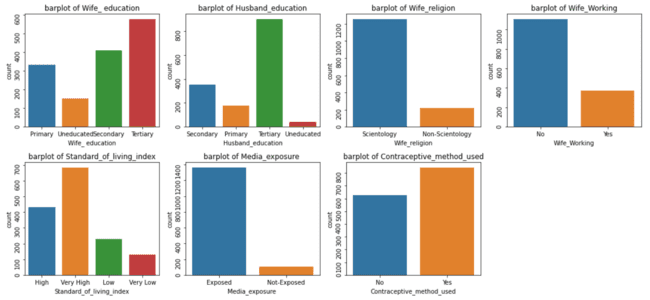 barplot of Wife_ education
600
500
400
300
200
100
0
count
Primary Uneducated Secondary Tertiary
Wife_ education
barplot of Husband_education
800
600
400
200
0
count
Secondary Primary Tertiary Uneducated
Husband_education
barplot of Wife_religion
1200
1000
800
600
400
200
0
count
Scientology Non-Scientology
Wife_religion
barplot of Wife_Working
1000
800
600
400
200
0
count
No Yes
Wife_Working
barplot of Standard_of_living_index
700
600
500
400
300
200
100
0
count
High Very High Low Very Low
Standard_of_living_index
barplot of Media_exposure
1400
1200
1000
800
600
400
200
0
count
Exposed Not-Exposed
Media_exposure
barplot of Contraceptive_method_used
800
700
600
500
400
300
200
100
0
count
No Yes
Contraceptive_method_used